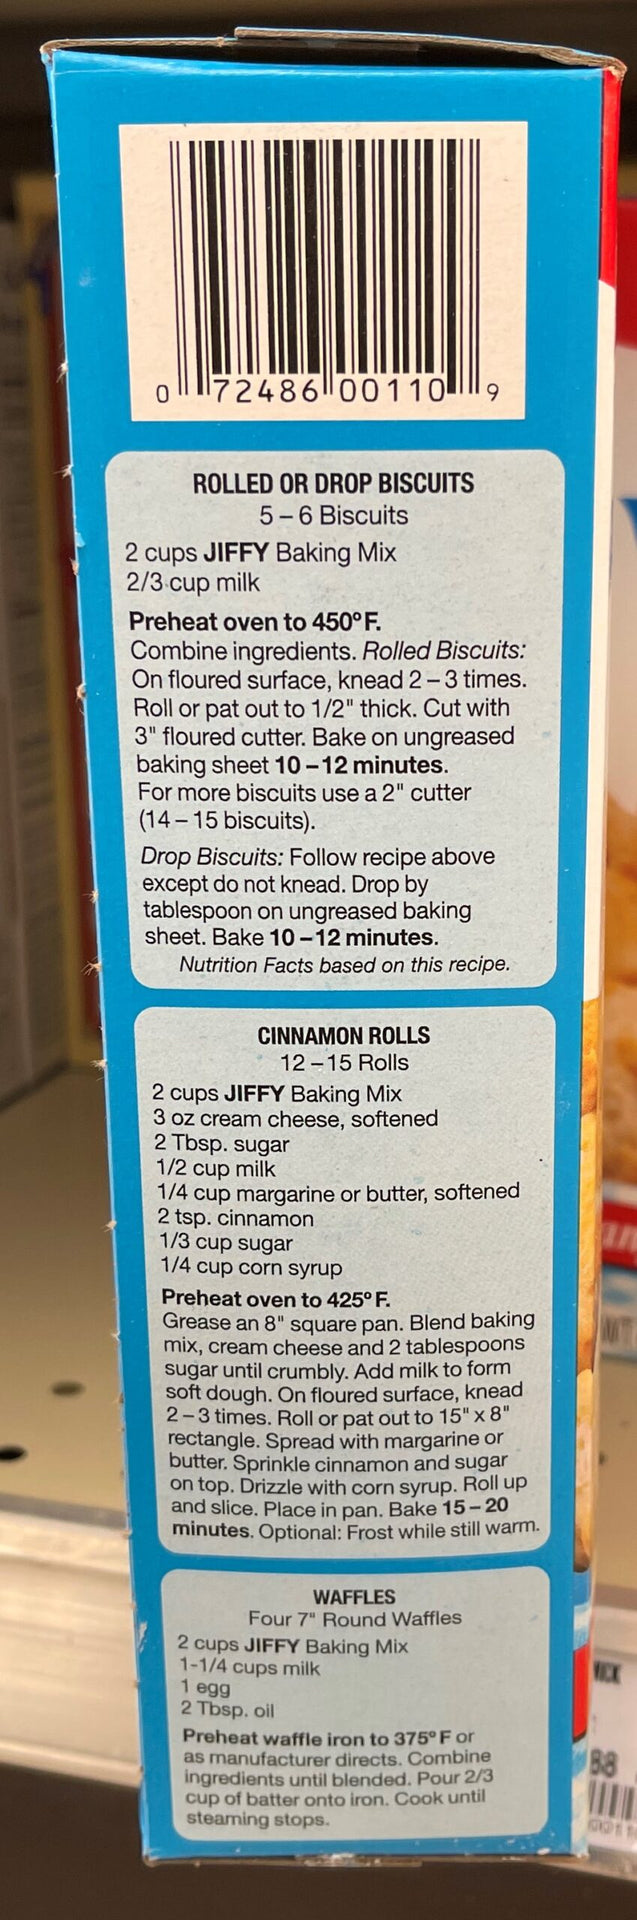 0 72486 00110 9
ROLLED OR DROP BISCUITS
5 – 6 Biscuits
2 cups JIFFY Baking Mix
2/3 cup milk
Preheat oven to 450° F.
Combine ingredients. Rolled Biscuits:
On floured surface, knead 2 – 3 times.
Roll or pat out to 1/2" thick. Cut with
3" floured cutter. Bake on ungreased
baking sheet 10 – 12 minutes.
For more biscuits use a 2" cutter
(14 – 15 biscuits).
Drop Biscuits: Follow recipe above
except do not knead. Drop by
tablespoon on ungreased baking
sheet. Bake 10 – 12 minutes.
Nutrition Facts based on this recipe.
CINNAMON ROLLS
12 – 15 Rolls
2 cups JIFFY Baking Mix
3 oz cream cheese, softened
2 Tbsp. sugar
1/2 cup milk
1/4 cup margarine or butter, softened
2 tsp. cinnamon
1/3 cup sugar
1/4 cup corn syrup
Preheat oven to 425° F.
Grease an 8" square pan. Blend baking
mix, cream cheese and 2 tablespoons
sugar until crumbly. Add milk to form
soft dough. On floured surface, knead
2 – 3 times. Roll or pat out to 15" x 8"
rectangle. Spread with margarine or
butter. Sprinkle cinnamon and sugar
on top. Drizzle with corn syrup. Roll up
and slice. Place in pan. Bake 15 – 20
minutes. Optional: Frost while still warm.
WAFFLES
Four 7" Round Waffles
2 cups JIFFY Baking Mix
1-1/4 cups milk
1 egg
2 Tbsp. oil
Preheat waffle iron to 375° F or
as manufacturer directs. Combine
ingredients until blended. Pour 2/3
cup of batter onto iron. Cook until
steaming stops.